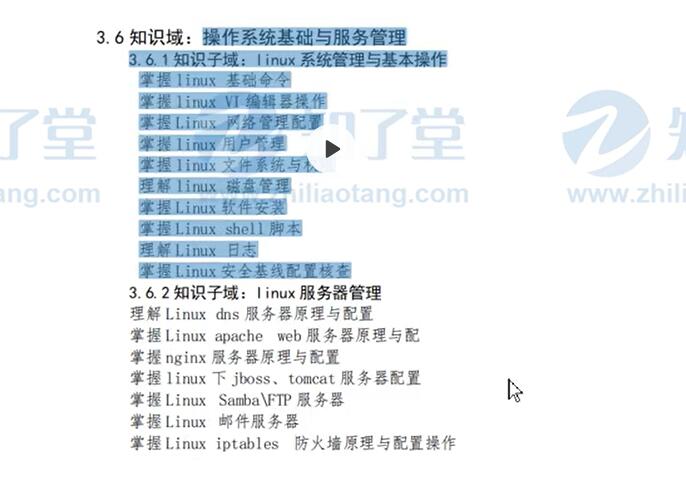 3.6 知识域：操作系统基础与服务管理
3.6.1 知识子域：linux 系统管理与基本操作
掌握 linux 基础命令
掌握 linux VI 编辑器操作
掌握 Linux 网络管理配置
掌握 linux 用户管理
掌握 linux 文件系统与
理解 linux 磁盘管理
掌握 Linux 软件安装
掌握 Linux shell 脚本
理解 Linux 日志
掌握 Linux 安全基线配置核查
3.6.2 知识子域：linux 服务器管理
理解 Linux dns 服务器原理与配置
掌握 Linux apache web 服务器原理与配
掌握 nginx 服务器原理与配置
掌握 linux 下 jboss、tomcat 服务器配置
掌握 Linux Samba\FTP 服务器
掌握 Linux 邮件服务器
掌握 Linux iptables 防火墙原理与配置操作
了堂
知了堂
知
aotang.com
www.zhiliaotang.com
www.zhili